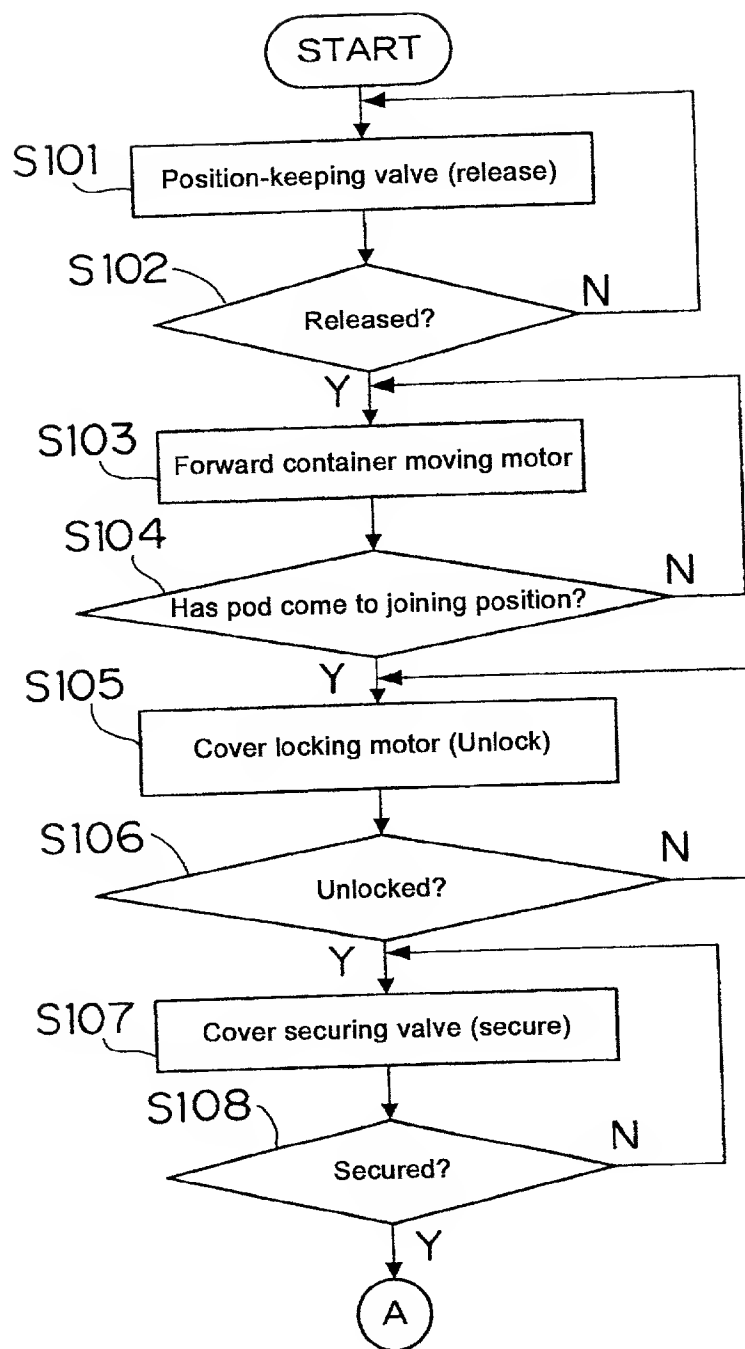 START
S101
Position-keeping valve (release)
S102
Released?
N
Y
S103
Forward container moving motor
S104
Has pod come to joining position?
N
Y
S105
Cover locking motor (Unlock)
S106
Unlocked?
N
Y
S107
Cover securing valve (secure)
S108
Secured?
N
Y
A